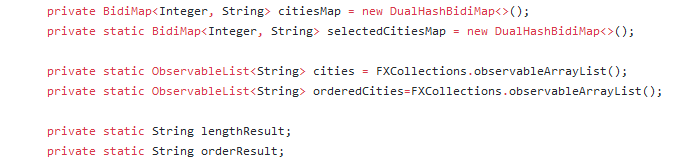 private BidiMap<Integer, String> citiesMap = new DualHashBidiMap<>();
private static BidiMap<Integer, String> selectedCitiesMap = new DualHashBidiMap<>();
private static ObservableList<String> cities = FXCollections.observableArrayList();
private static ObservableList<String> orderedCities=FXCollections.observableArrayList();
private static String lengthResult;
private static String orderResult;